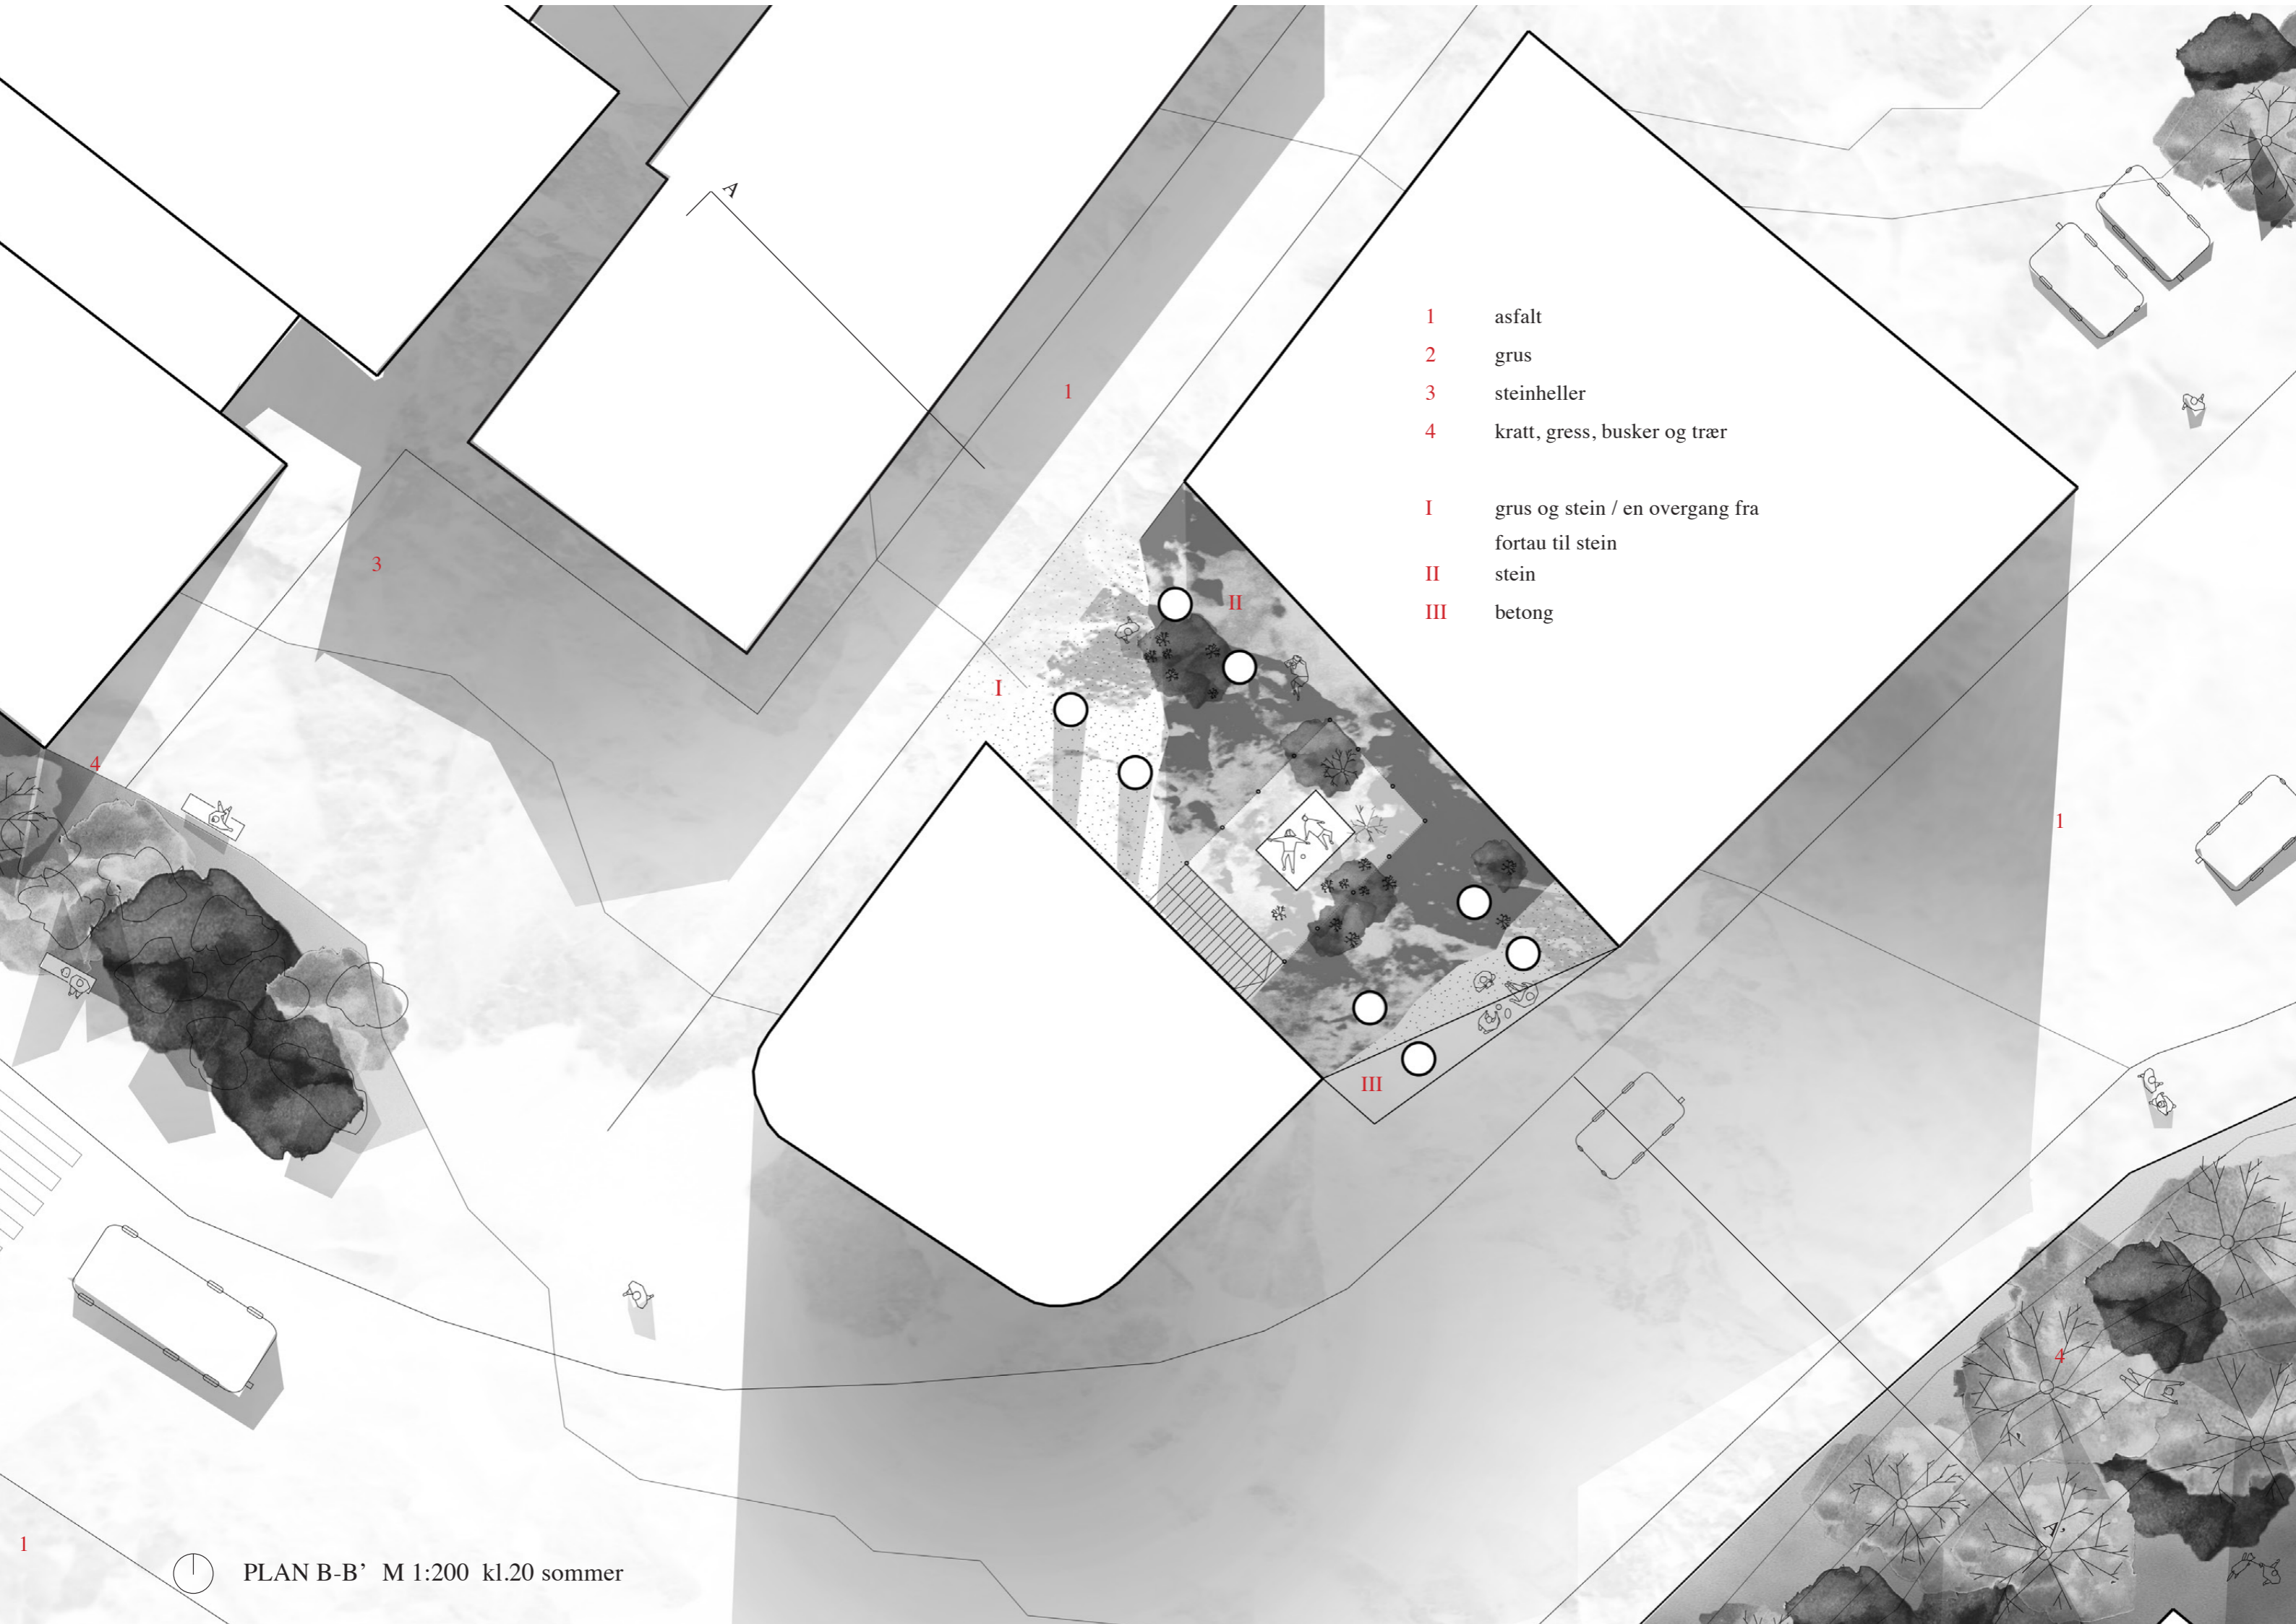 A
1 asfalt
2 grus
3 steinheller
4 kratt, gress, busker og trær
I grus og stein / en overgang fra
fortau til stein
II stein
III betong
1
3
II
I
4
1
III
4
A'
1
PLAN B-B’ M 1:200 kl.20 sommer